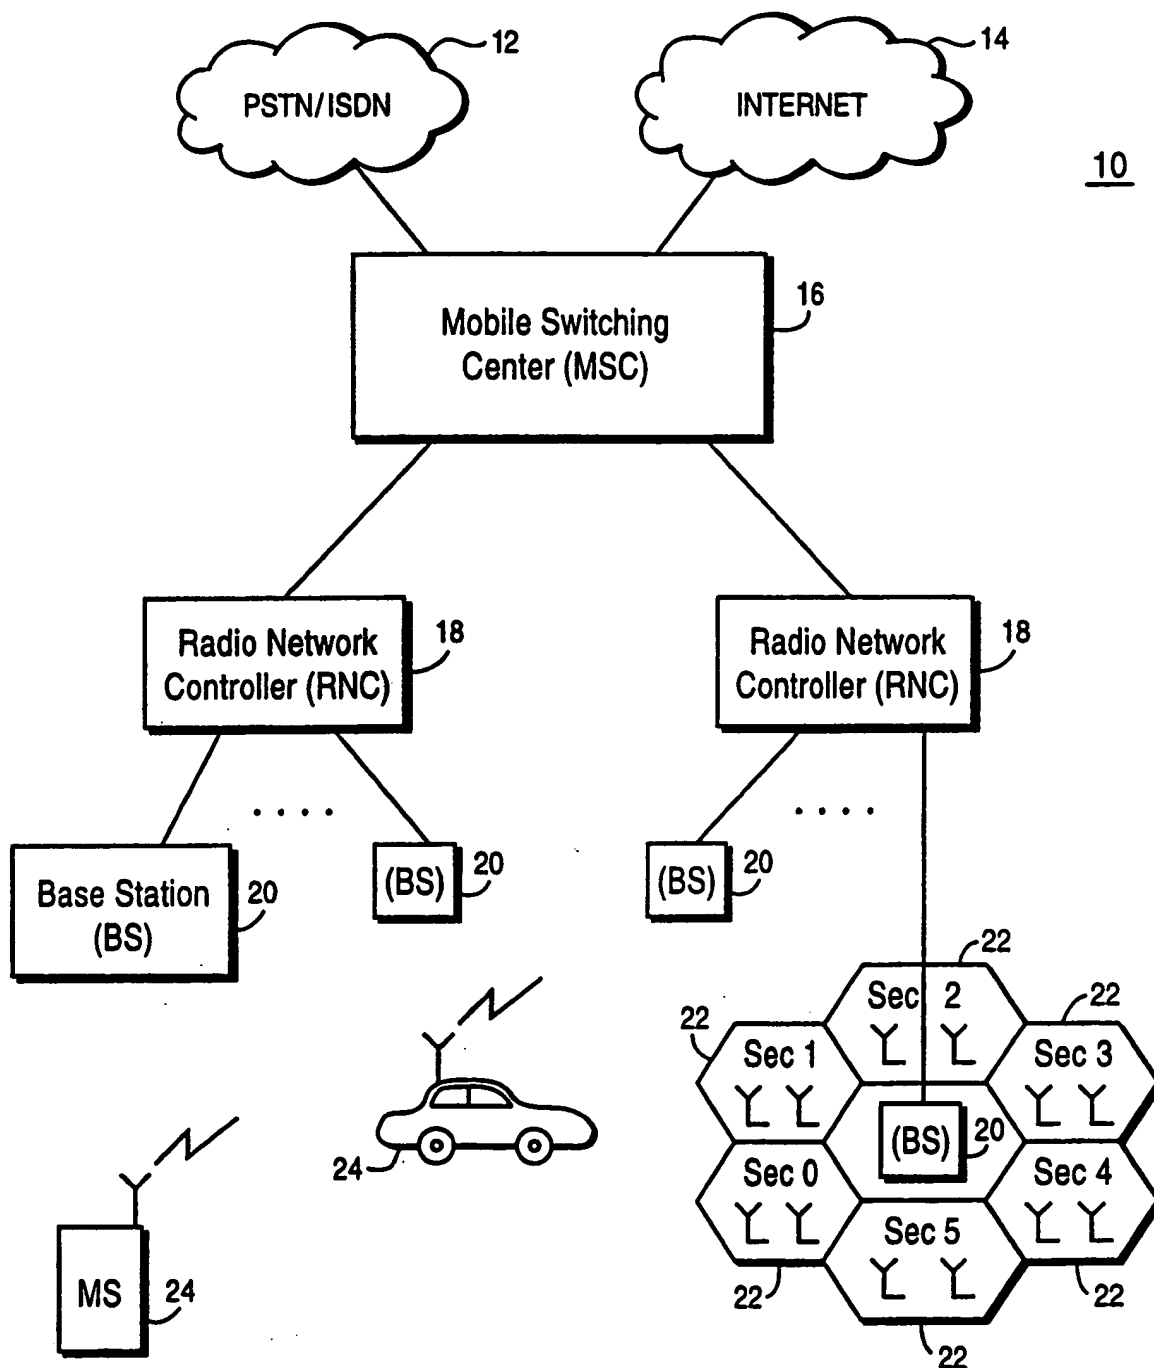 12
14
PSTN/ISDN
INTERNET
10
16
Mobile Switching
Center (MSC)
18
Radio Network
Controller (RNC)
18
Radio Network
Controller (RNC)
. . . .
. . . .
Base Station
(BS)
20
(BS)
20
(BS)
20
22
Sec 2
22
22
Sec 1
Sec 3
(BS)
20
24
Sec 0
Sec 4
Sec 5
MS
24
22
22
22